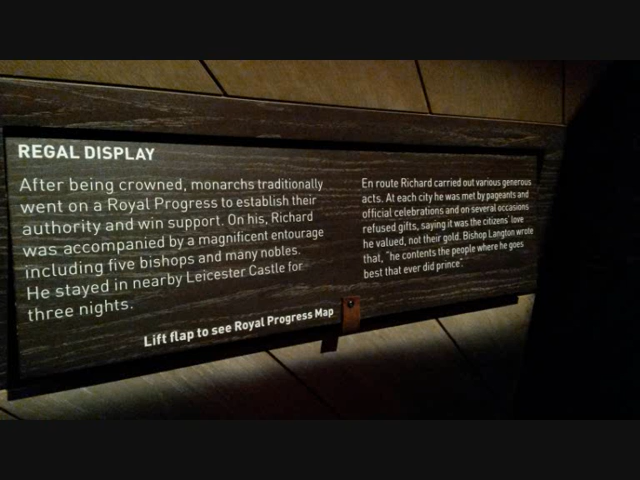 REGAL DISPLAY
After being crowned, monarchs traditionally
went on a Royal Progress to establish their
authority and win support. On his, Richard
was accompanied by a magnificent entourage
including five bishops and many nobles.
He stayed in nearby Leicester Castle for
three nights.
En route Richard carried out various generous
acts. At each city he was met by pageants and
official celebrations and on several occasions
refused gifts, saying it was the citizens' love
he valued, not their gold. Bishop Langton wrote
that, "he contents the people where he goes
best that ever did prince".
Lift flap to see Royal Progress Map